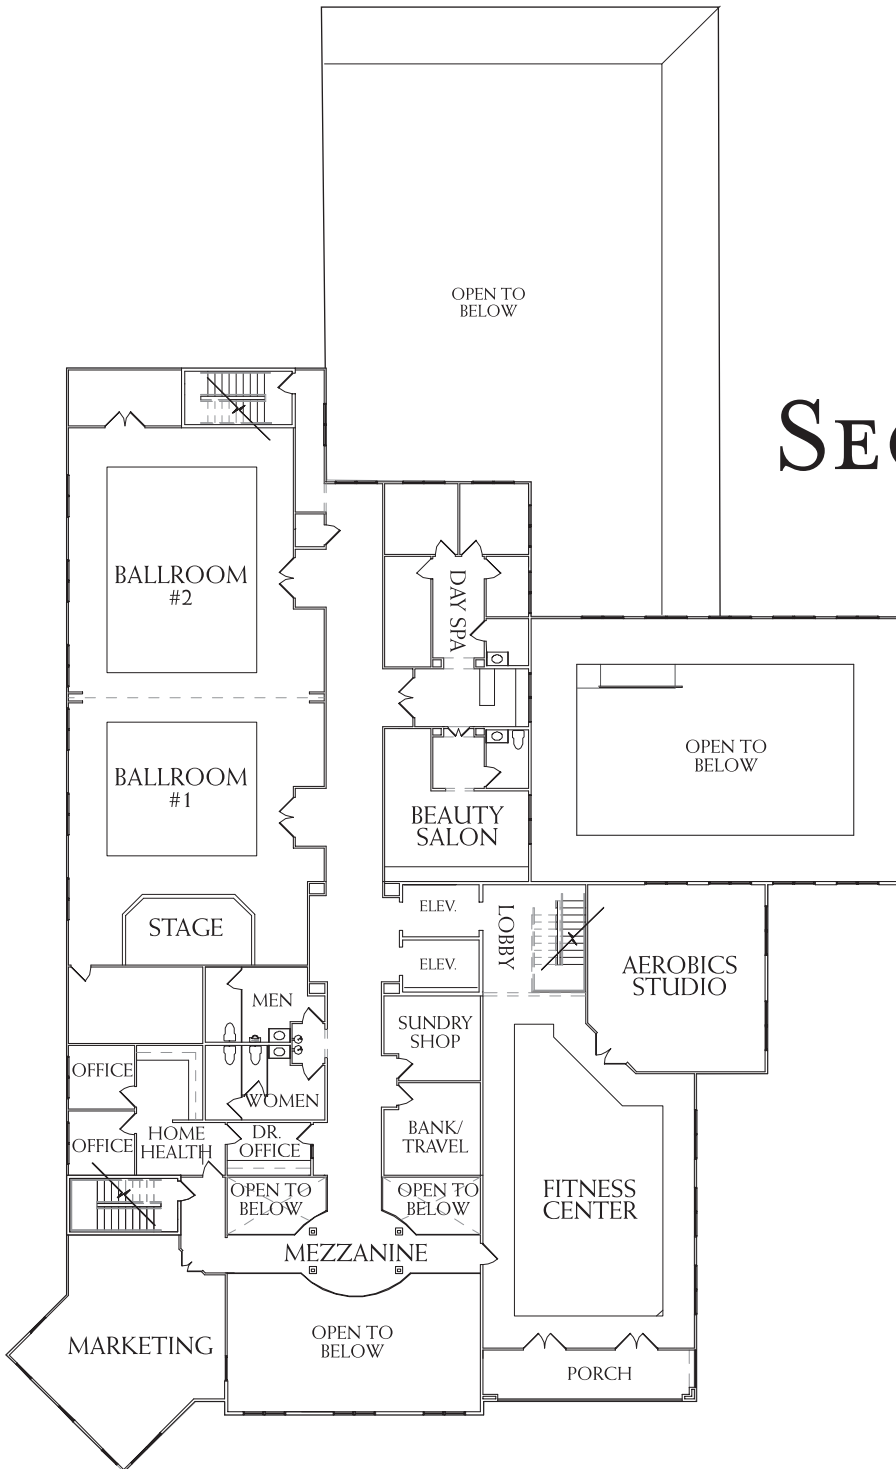 OPEN TO
BELOW
BALLROOM
#2
DAY SPA
OPEN TO
BELOW
BALLROOM
#1
BEAUTY
SALON
STAGE
ELEV.
LOBBY
ELEV.
AEROBICS
STUDIO
MEN
SUNDRY
SHOP
OFFICE
WOMEN
BANK/
TRAVEL
OFFICE
HOME
HEALTH
DR.
OFFICE
OPEN TO
BELOW
OPEN TO
BELOW
FITNESS
CENTER
MEZZANINE
MARKETING
OPEN TO
BELOW
PORCH